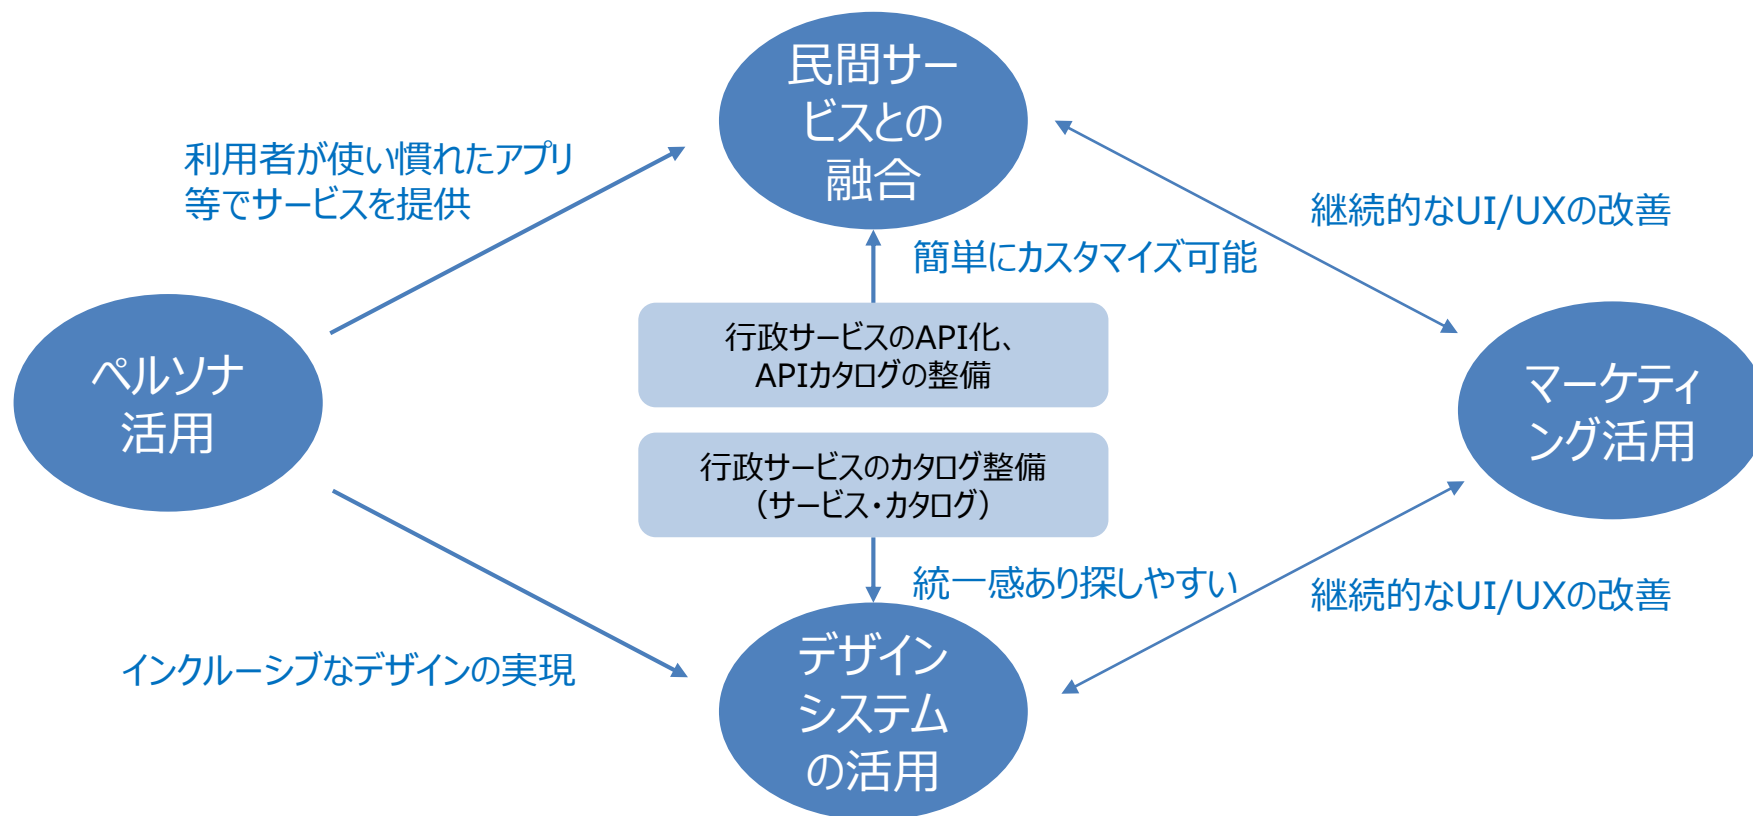 民間サー
ビスとの
融合
利用者が使い慣れたアプリ
等でサービスを提供
継続的なUI/UXの改善
簡単にカスタマイズ可能
行政サービスのAPI化、
APIカタログの整備
ペルソナ
活用
マーケティ
ング活用
行政サービスのカタログ整備
（サービス・カタログ）
統一感あり探しやすい
継続的なUI/UXの改善
インクルーシブなデザインの実現
デザイン
システム
の活用